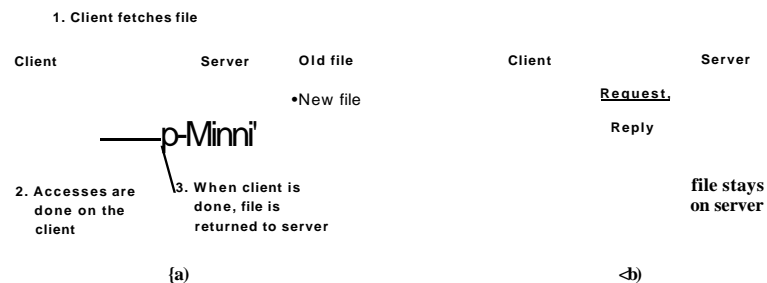 1. Client fetches file
Client Server Old file
•New file
p-Minni'
2. Accesses are
done on the
client
3. When client is
done, file is
returned to server
{a)
Client Server
Request,
Reply
file stays
on server
<b)